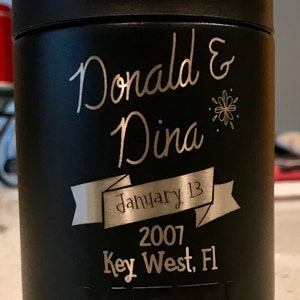 Donald &
Dina
January 13
2007
Key West, Fl